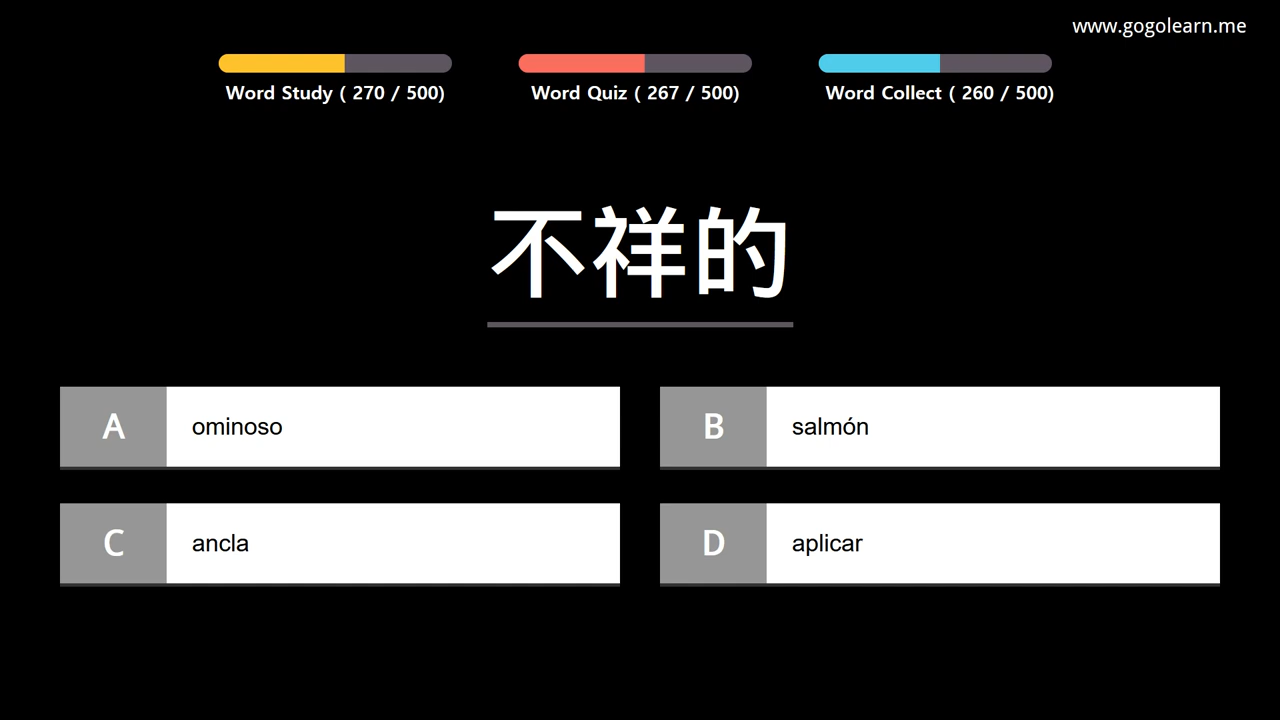 www.gogolearn.me
Word Study ( 270 / 500)
Word Quiz ( 267 / 500)
Word Collect ( 260 / 500)
不祥的
A ominoso
B salmón
C ancla
D aplicar